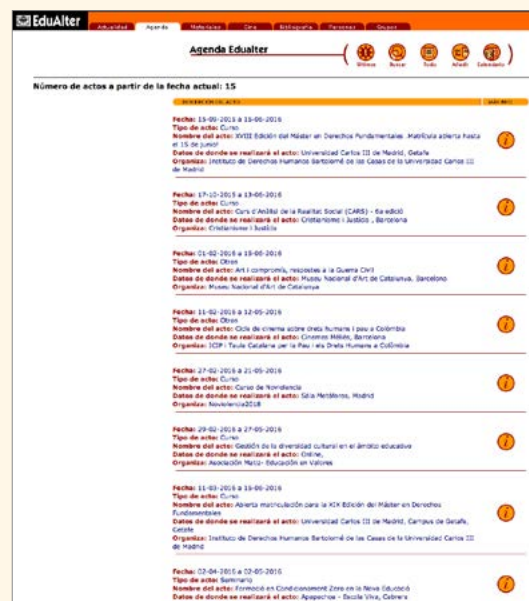 EduAlter
Actualidad Agenda Materiales Cine Bibliografía Personas Grupos
Agenda Edualter
Últimos Buscar Todo Añadir Calendario
Número de actos a partir de la fecha actual: 15
DESCRIPCIÓN DEL ACTO
Fecha: 15-09-2015 a 15-06-2016
Tipo de acto: Curso
Nombre del acto: XVIII Edición del Máster en Derechos Fundamentales. Matrícula abierta hasta
el 15 de junio!
Datos de donde se realizará el acto: Universidad Carlos III de Madrid, Getafe
Organiza: Instituto de Derechos Humanos Bartolomé de las Casas de la Universidad Carlos III
de Madrid
Fecha: 17-10-2015 a 13-06-2016
Tipo de acto: Curso
Nombre del acto: Curs d'Anàlisi de la Realitat Social (CARS) - 6a edició
Datos de donde se realizará el acto: Cristianisme i Justícia , Barcelona
Organiza: Cristianisme i Justícia
Fecha: 01-02-2016 a 15-06-2016
Tipo de acto: Otros
Nombre del acto: Art i compromís, respostes a la Guerra Civil
Datos de donde se realizará el acto: Museu Nacional d'Art de Catalunya, Barcelona
Organiza: Museu Nacional d'Art de Catalunya
Fecha: 11-02-2016 a 12-05-2016
Tipo de acto: Otros
Nombre del acto: Cicle de cinema sobre drets humans i pau a Colòmbia
Datos de donde se realizará el acto: Cinemes Méliès, Barcelona
Organiza: ICIP i Taula Catalana per la Pau i els Drets Humans a Colòmbia
Fecha: 27-02-2016 a 21-05-2016
Tipo de acto: Curso
Nombre del acto: Curso de Noviolencia
Datos de donde se realizará el acto: Sala Metáforas, Madrid
Organiza: Noviolencia2018
Fecha: 29-02-2016 a 27-05-2016
Tipo de acto: Curso
Nombre del acto: Gestión de la diversidad cultural en el ámbito educativo
Datos de donde se realizará el acto: Online,
Organiza: Asociación Matiz- Educación en Valores
Fecha: 11-03-2016 a 15-06-2016
Tipo de acto: Curso
Nombre del acto: Abierta matriculación para la XIX Edición del Máster en Derechos
Fundamentales
Datos de donde se realizará el acto: Universidad Carlos III de Madrid, Campus de Getafe,
Getafe
Organiza: Instituto de Derechos Humanos Bartolomé de las Casas de la Universidad Carlos III
de Madrid
Fecha: 02-04-2016 a 02-05-2016
Tipo de acto: Seminario
Nombre del acto: Formació en Condicionament Zero en la Nova Educació
Datos de donde se realizará el acto: Apapachoa - Escola Viva, Cabrera